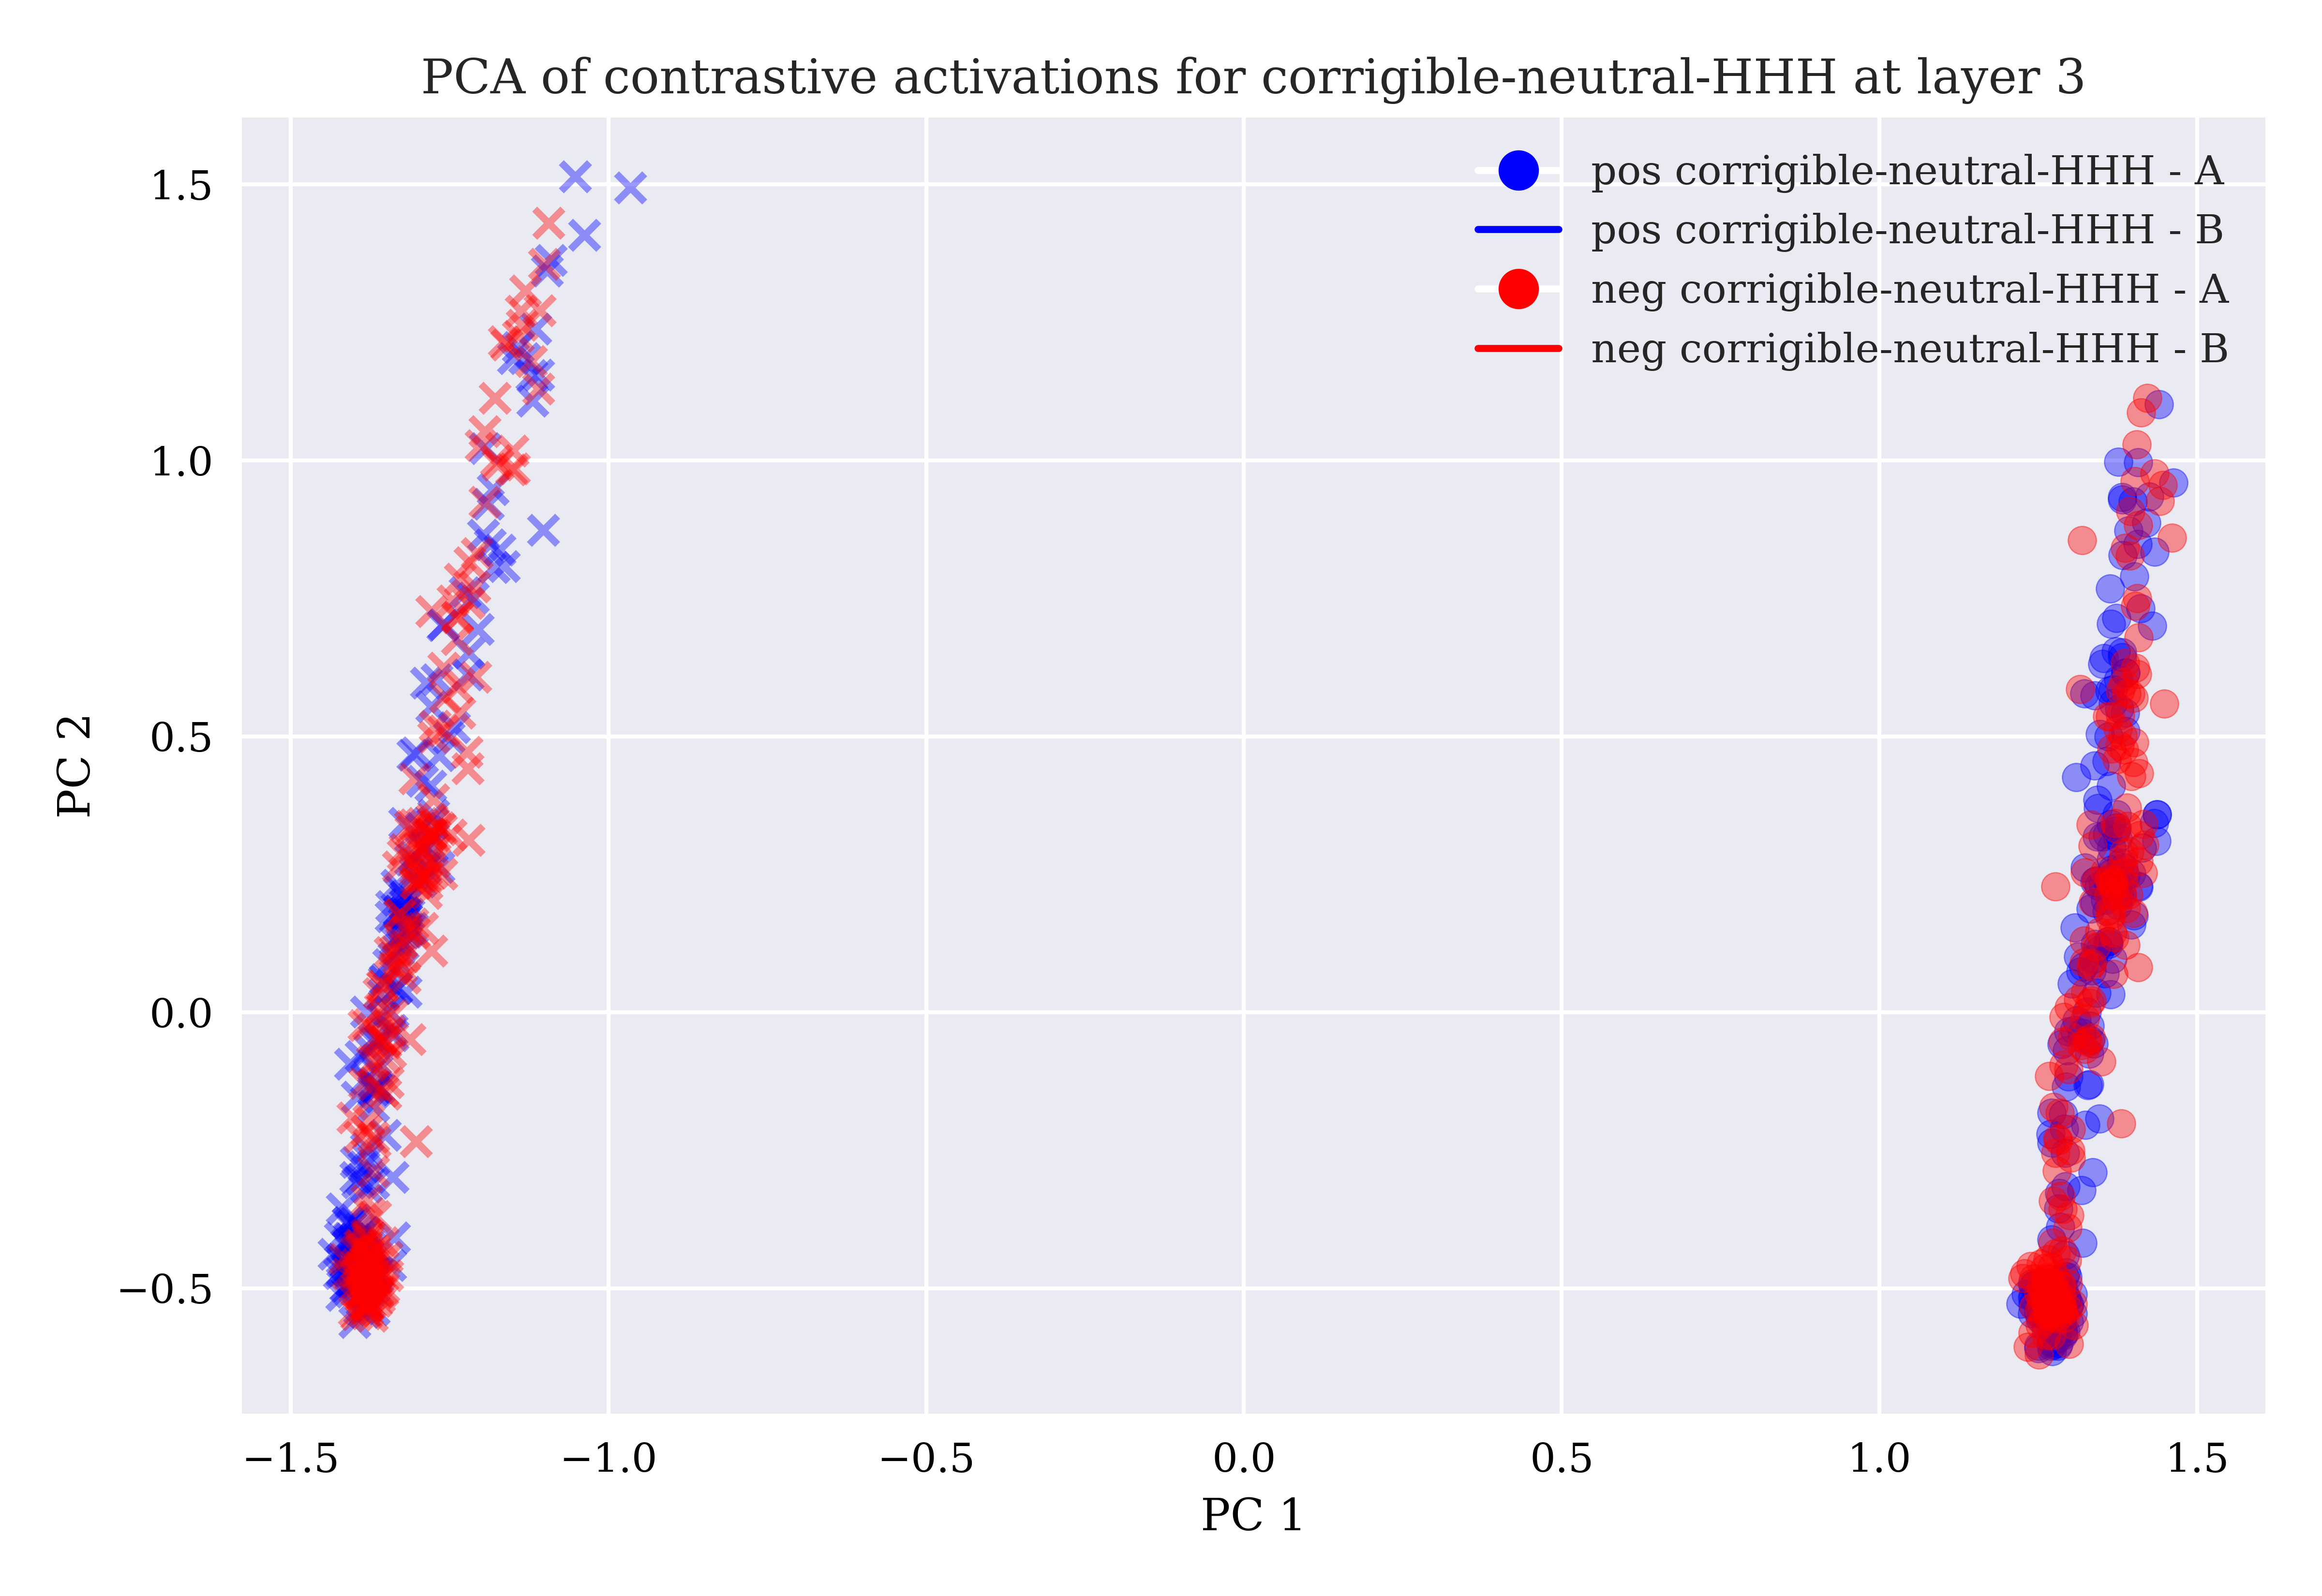 PCA of contrastive activations for corrigible-neutral-HHH at layer 3
pos corrigible-neutral-HHH - A
pos corrigible-neutral-HHH - B
neg corrigible-neutral-HHH - A
neg corrigible-neutral-HHH - B
1.5
1.0
0.5
0.0
−0.5
PC 2
−1.5 −1.0 −0.5 0.0 0.5 1.0 1.5
PC 1